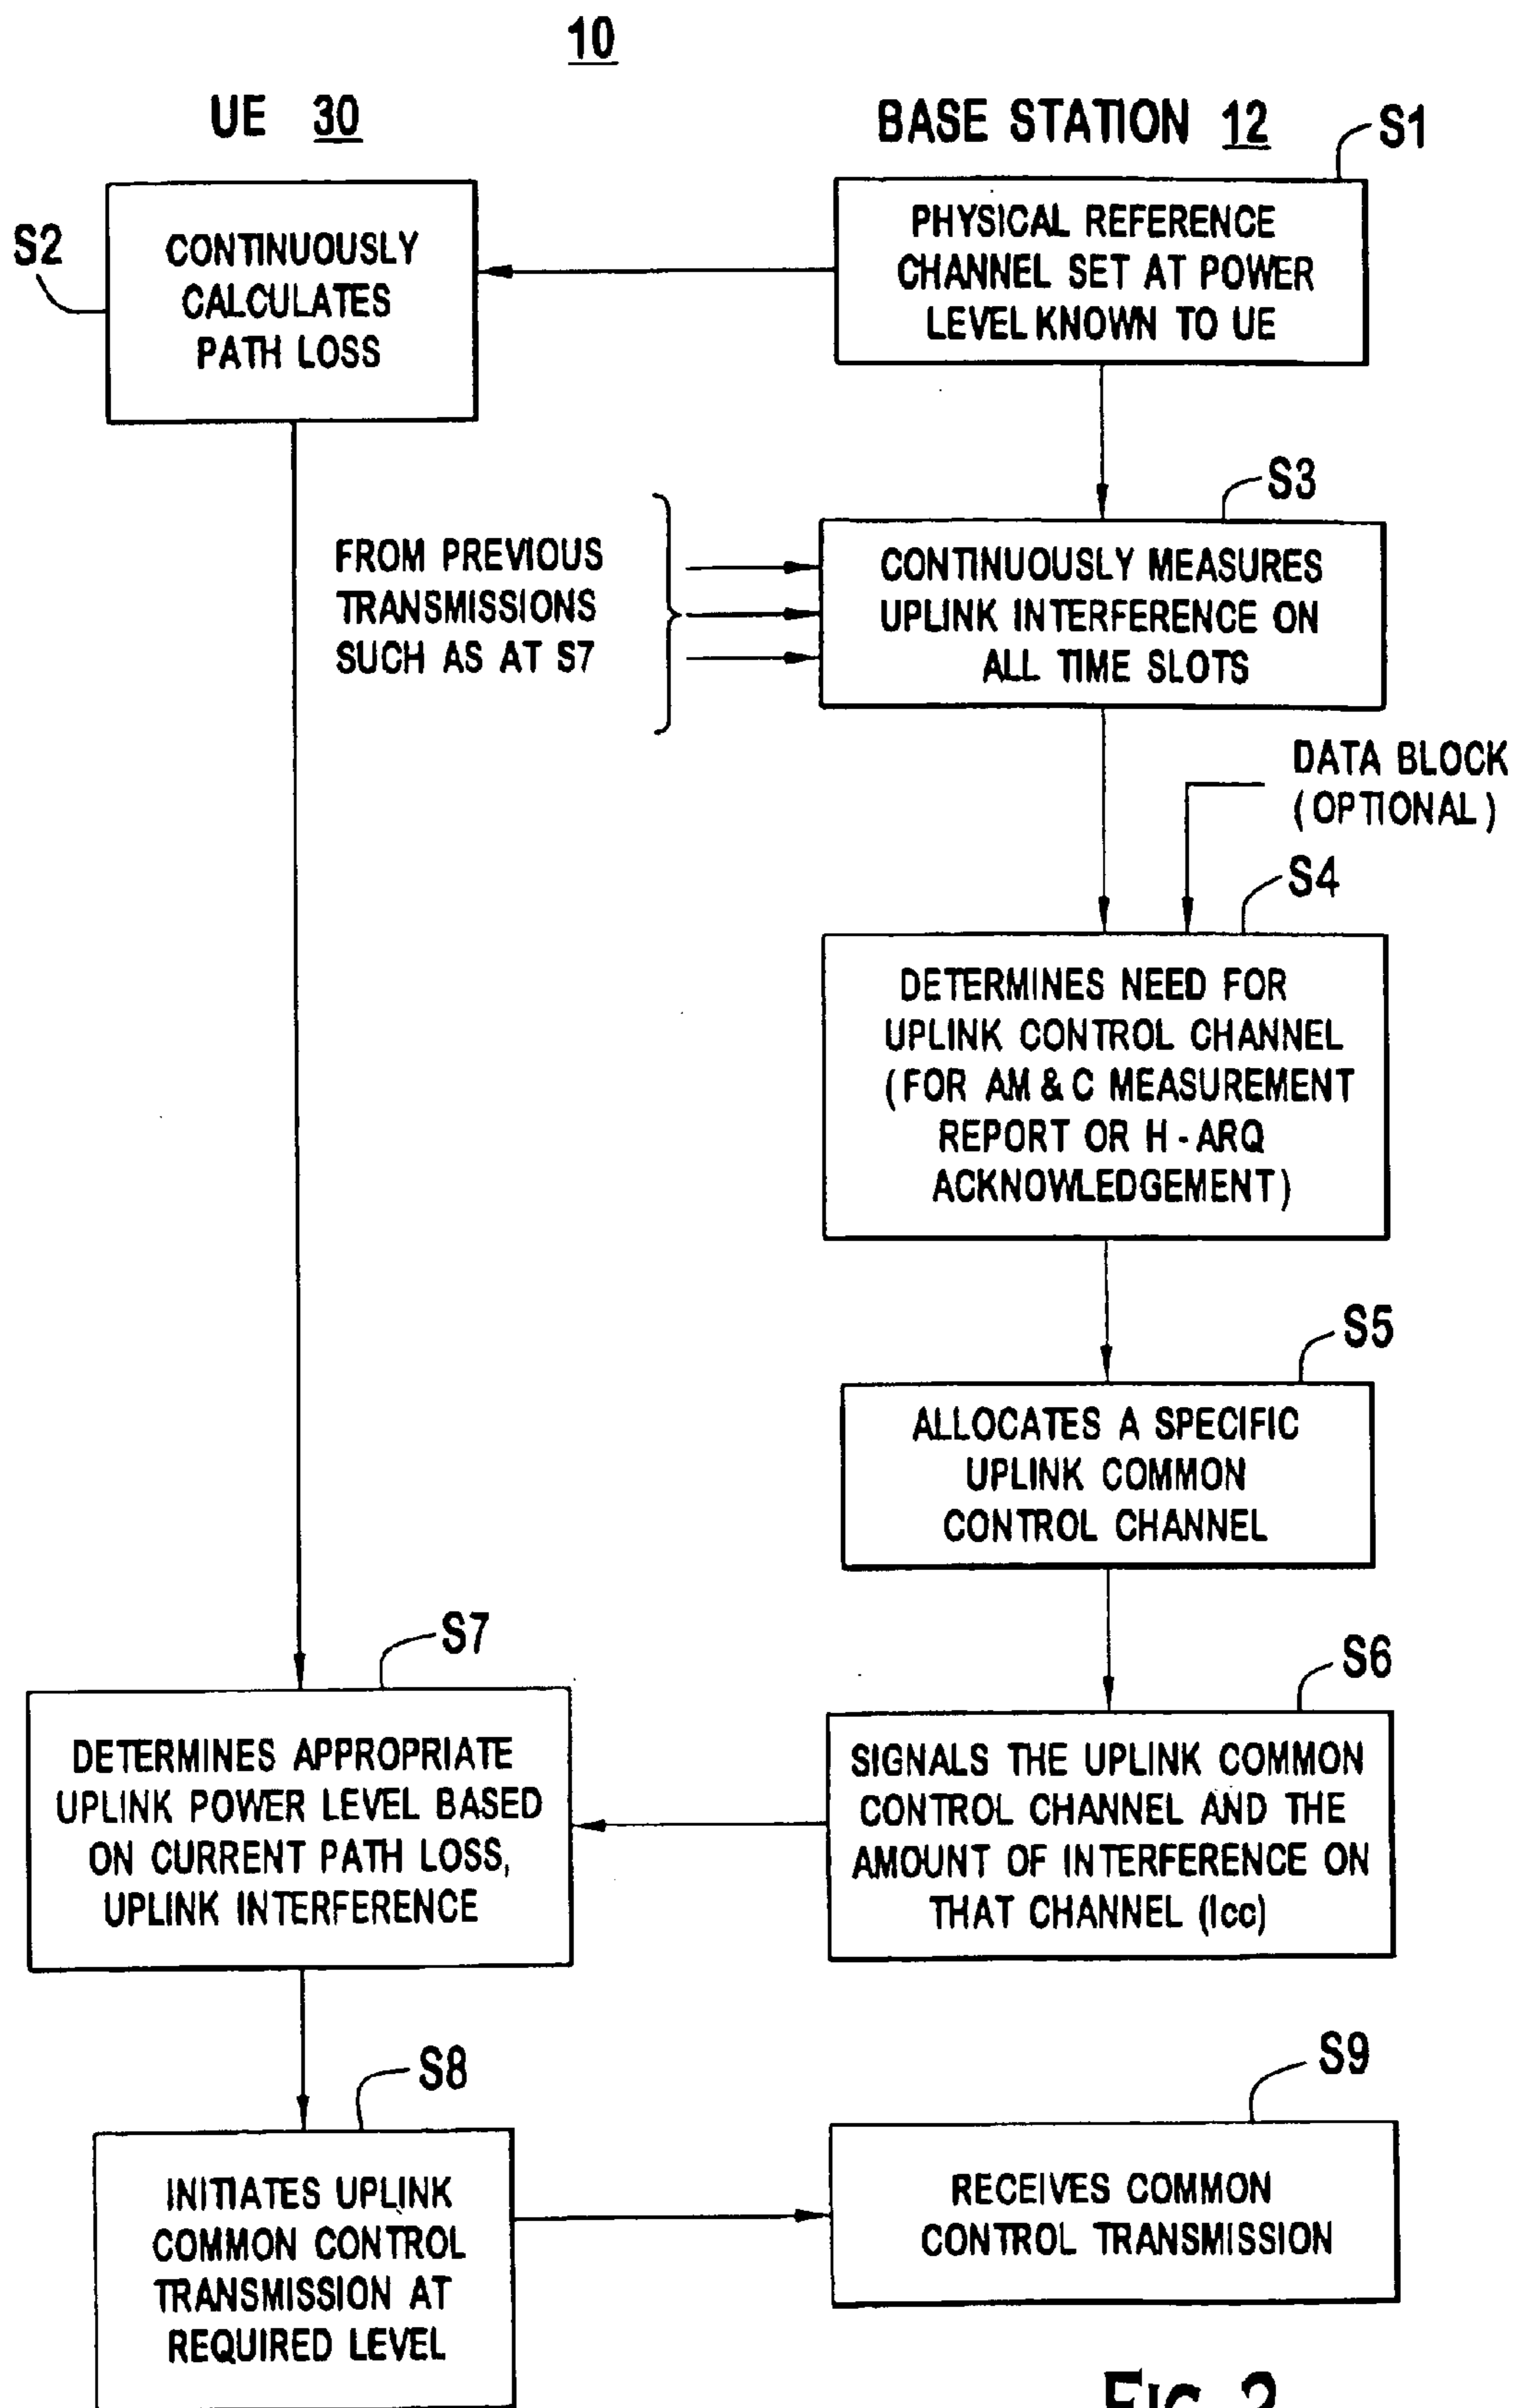 10
UE 30
BASE STATION 12
S1
PHYSICAL REFERENCE
CHANNEL SET AT POWER
LEVEL KNOWN TO UE
S2
CONTINUOUSLY
CALCULATES
PATH LOSS
S3
FROM PREVIOUS
TRANSMISSIONS
SUCH AS AT S7
CONTINUOUSLY MEASURES
UPLINK INTERFERENCE ON
ALL TIME SLOTS
DATA BLOCK
(OPTIONAL)
S4
DETERMINES NEED FOR
UPLINK CONTROL CHANNEL
(FOR AM & C MEASUREMENT
REPORT OR H - ARQ
ACKNOWLEDGEMENT)
S5
ALLOCATES A SPECIFIC
UPLINK COMMON
CONTROL CHANNEL
S7
DETERMINES APPROPRIATE
UPLINK POWER LEVEL BASED
ON CURRENT PATH LOSS,
UPLINK INTERFERENCE
S6
SIGNALS THE UPLINK COMMON
CONTROL CHANNEL AND THE
AMOUNT OF INTERFERENCE ON
THAT CHANNEL (Icc)
S8
INITIATES UPLINK
COMMON CONTROL
TRANSMISSION AT
REQUIRED LEVEL
S9
RECEIVES COMMON
CONTROL TRANSMISSION
FIG. 2